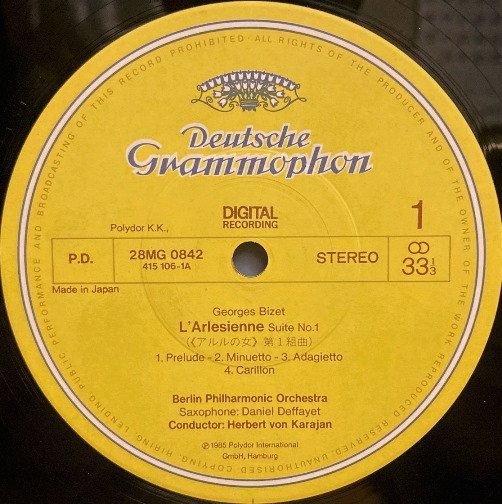 ALL RIGHTS OF THE PRODUCER AND OF THE OWNER OF THE WORK REPRODUCED RESERVED. UNAUTHORISED COPYING, HIRING, LENDING, PUBLIC PERFORMANCE AND BROADCASTING OF THIS RECORD PROHIBITED ·
Deutsche
Grammophon
DIGITAL
RECORDING
1
Polydor K.K.,
P.D.
28MG 0842
415 106-1A
STEREO
33 1/3
Made in Japan
Georges Bizet
L'Arlesienne Suite No.1
(《アルルの女》第1組曲)
1. Prelude - 2. Minuetto - 3. Adagietto
4. Carillon
Berlin Philharmonic Orchestra
Saxophone: Daniel Deffayet
Conductor: Herbert von Karajan
℗ 1985 Polydor International
GmbH, Hamburg